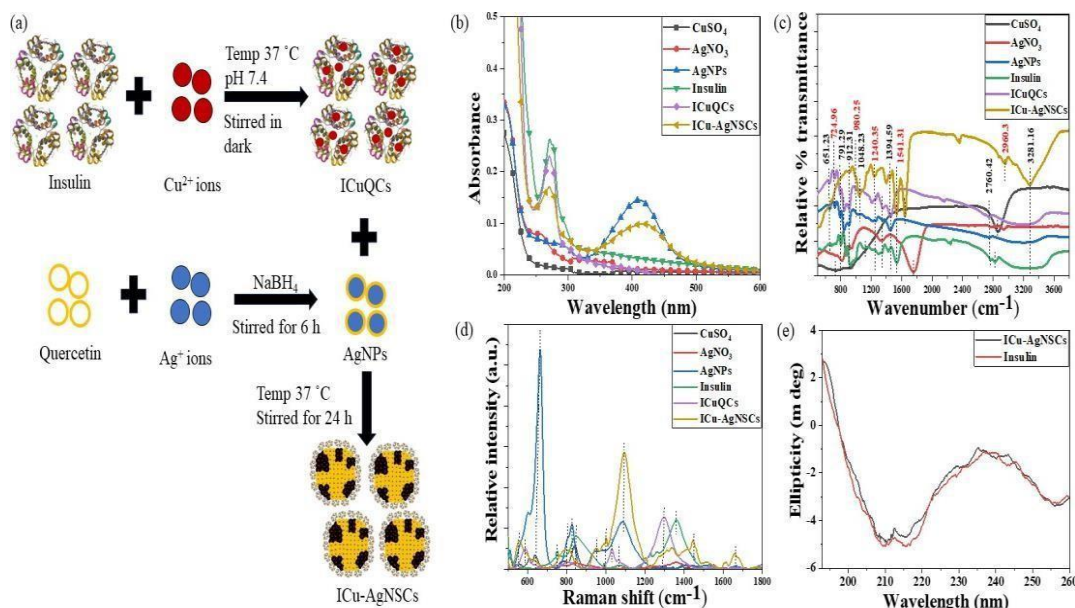 (a)
Temp 37 ˚C
pH 7.4
Stirred in
dark
Insulin
Cu²⁺ ions
ICuQCs
NaBH₄
Stirred for 6 h
Quercetin
Ag⁺ ions
AgNPs
Temp 37 ˚C
Stirred for 24 h
ICu-AgNSCs
(b)
0.5
0.4
0.3
0.2
0.1
0.0
Absorbance
CuSO₄
AgNO₃
AgNPs
Insulin
ICuQCs
ICu-AgNSCs
200 300 400 500 600
Wavelength (nm)
(c)
Relative % transmittance
CuSO₄
AgNO₃
AgNPs
Insulin
ICuQCs
ICu-AgNSCs
651.23
724.96
791.29
912.31
980.25
1048.23
1240.35
1394.59
1541.31
2760.42
2960.3
3281.16
800 1200 1600 2000 2400 2800 3200 3600
Wavenumber (cm⁻¹)
(d)
Relative intensity (a.u.)
CuSO₄
AgNO₃
AgNPs
Insulin
ICuQCs
ICu-AgNSCs
600 800 1000 1200 1400 1600 1800
Raman shift (cm⁻¹)
(e)
ICu-AgNSCs
Insulin
4
2
0
-2
-4
-6
Ellipticity (m deg)
200 210 220 230 240 250 260
Wavelength (nm)